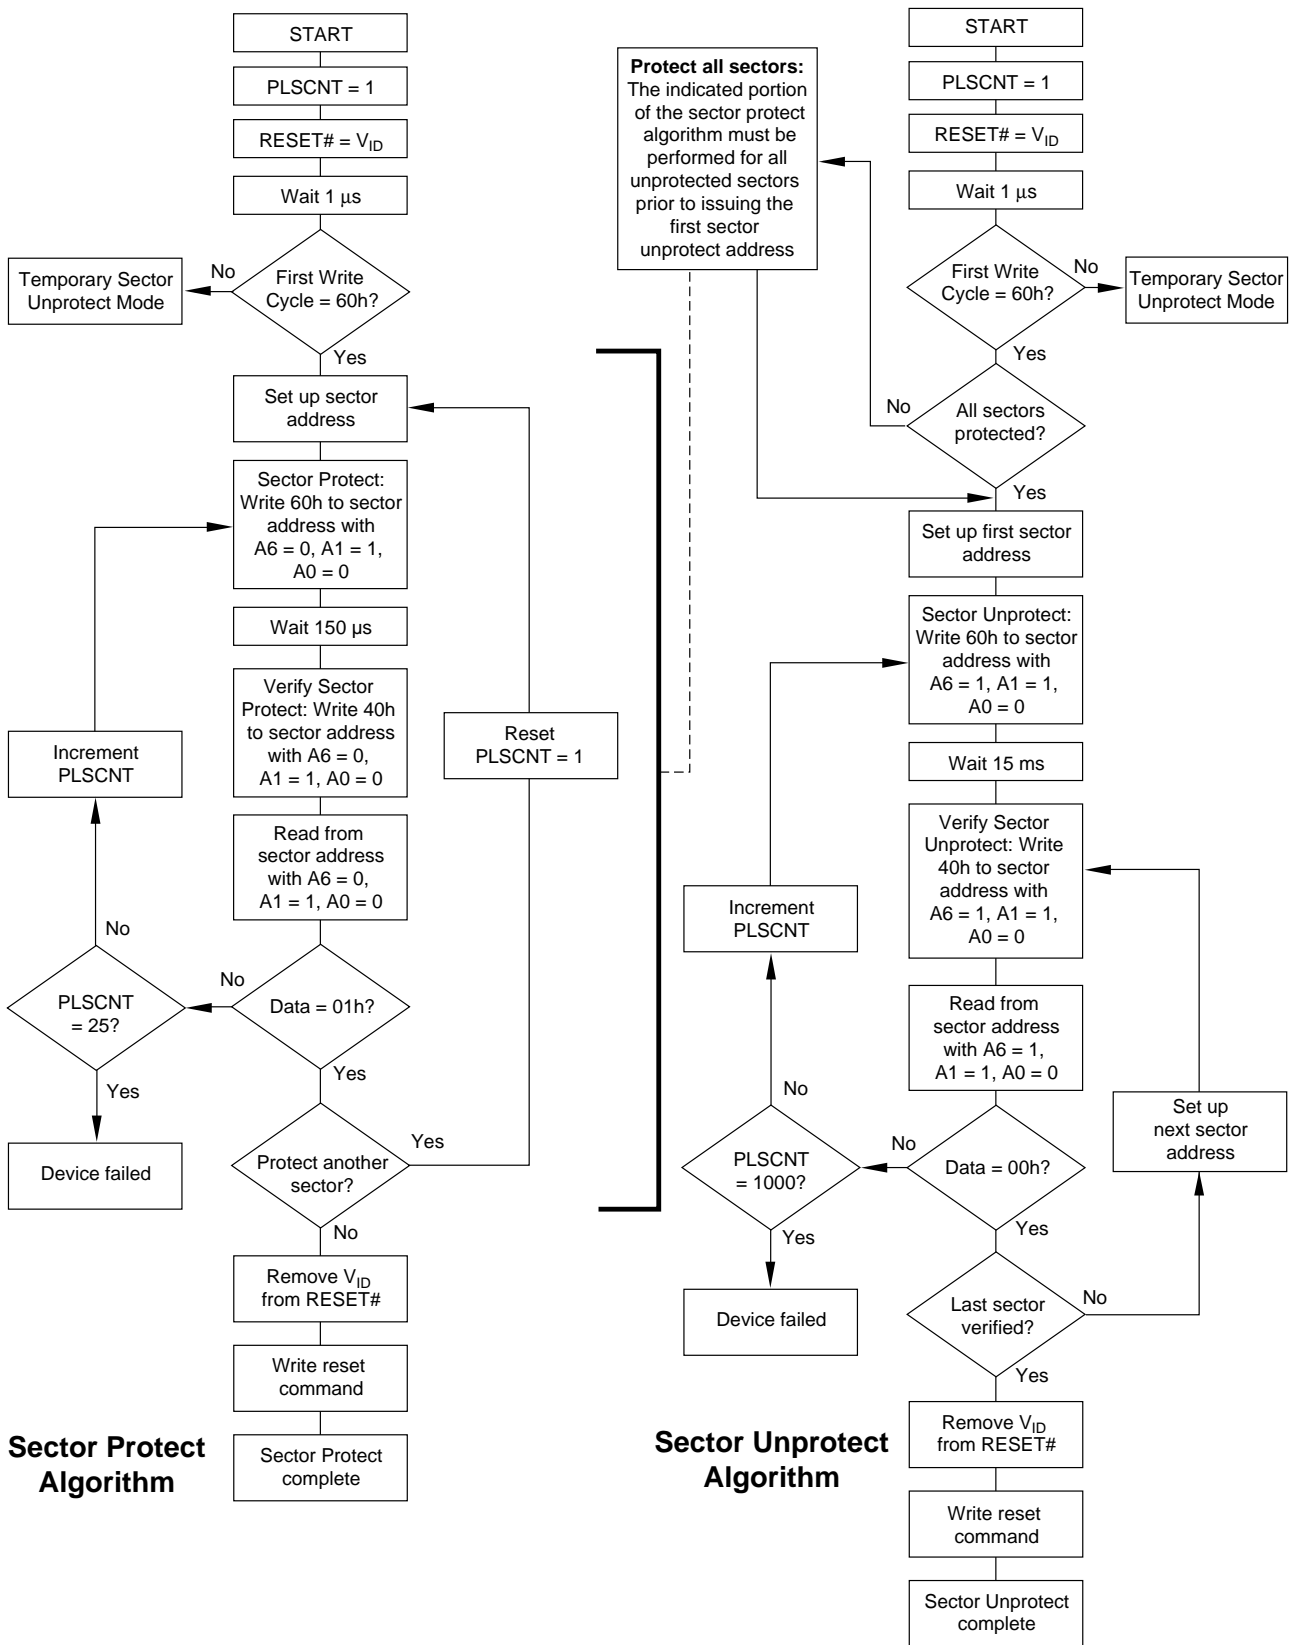 START
PLSCNT = 1
RESET# = V_ID
Wait 1 μs
First Write
Cycle = 60h?
No
Temporary Sector
Unprotect Mode
Yes
Set up sector
address
Sector Protect:
Write 60h to sector
address with
A6 = 0, A1 = 1,
A0 = 0
Wait 150 µs
Verify Sector
Protect: Write 40h
to sector address
with A6 = 0,
A1 = 1, A0 = 0
Reset
PLSCNT = 1
Increment
PLSCNT
Read from
sector address
with A6 = 0,
A1 = 1, A0 = 0
No
No
PLSCNT
= 25?
Data = 01h?
Yes
Yes
Device failed
Protect another
sector?
Yes
No
Remove V_ID
from RESET#
Write reset
command
Sector Protect
complete
Sector Protect
Algorithm
Protect all sectors:
The indicated portion
of the sector protect
algorithm must be
performed for all
unprotected sectors
prior to issuing the
first sector
unprotect address
START
PLSCNT = 1
RESET# = V_ID
Wait 1 μs
First Write
Cycle = 60h?
No
Temporary Sector
Unprotect Mode
Yes
No
All sectors
protected?
Yes
Set up first sector
address
Sector Unprotect:
Write 60h to sector
address with
A6 = 1, A1 = 1,
A0 = 0
Wait 15 ms
Verify Sector
Unprotect: Write
40h to sector
address with
A6 = 1, A1 = 1,
A0 = 0
Increment
PLSCNT
Read from
sector address
with A6 = 1,
A1 = 1, A0 = 0
No
No
PLSCNT
= 1000?
Data = 00h?
Set up
next sector
address
Yes
Yes
Device failed
Last sector
verified?
No
Yes
Remove V_ID
from RESET#
Write reset
command
Sector Unprotect
complete
Sector Unprotect
Algorithm